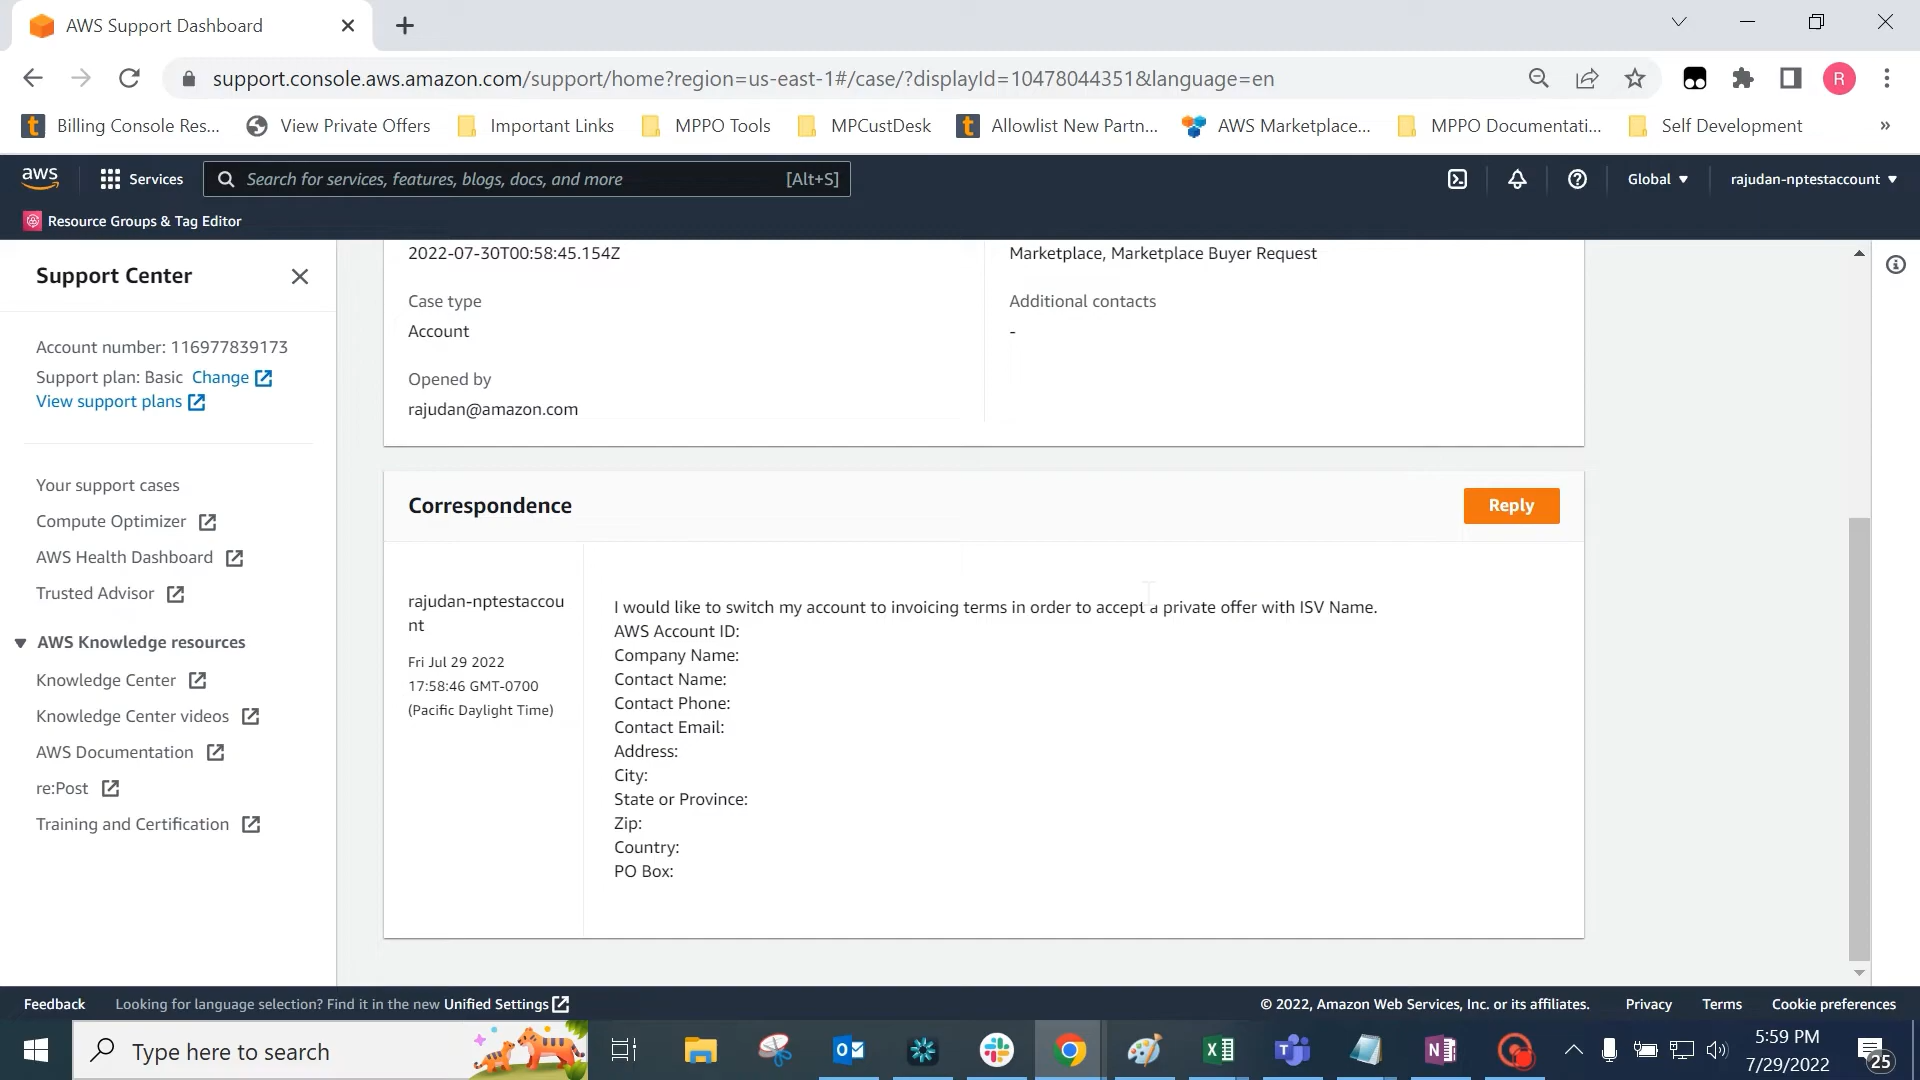 AWS Support Dashboard
support.console.aws.amazon.com/support/home?region=us-east-1#/case/?displayId=10478044351&language=en
R
Billing Console Res... View Private Offers Important Links MPPO Tools MPCustDesk Allowlist New Partn... AWS Marketplace... MPPO Documentati... Self Development »
aws Services Search for services, features, blogs, docs, and more [Alt+S] Global rajudan-nptestaccount
Resource Groups & Tag Editor
Support Center
Account number: 116977839173
Support plan: Basic Change
View support plans
Your support cases
Compute Optimizer
AWS Health Dashboard
Trusted Advisor
AWS Knowledge resources
Knowledge Center
Knowledge Center videos
AWS Documentation
re:Post
Training and Certification
2022-07-30T00:58:45.154Z
Case type
Account
Opened by
rajudan@amazon.com
Marketplace, Marketplace Buyer Request
Additional contacts
-
Correspondence
Reply
rajudan-nptestaccou
nt
Fri Jul 29 2022
17:58:46 GMT-0700
(Pacific Daylight Time)
I would like to switch my account to invoicing terms in order to accept a private offer with ISV Name.
AWS Account ID:
Company Name:
Contact Name:
Contact Phone:
Contact Email:
Address:
City:
State or Province:
Zip:
Country:
PO Box:
Feedback Looking for language selection? Find it in the new Unified Settings © 2022, Amazon Web Services, Inc. or its affiliates. Privacy Terms Cookie preferences
Type here to search
5:59 PM
7/29/2022
25